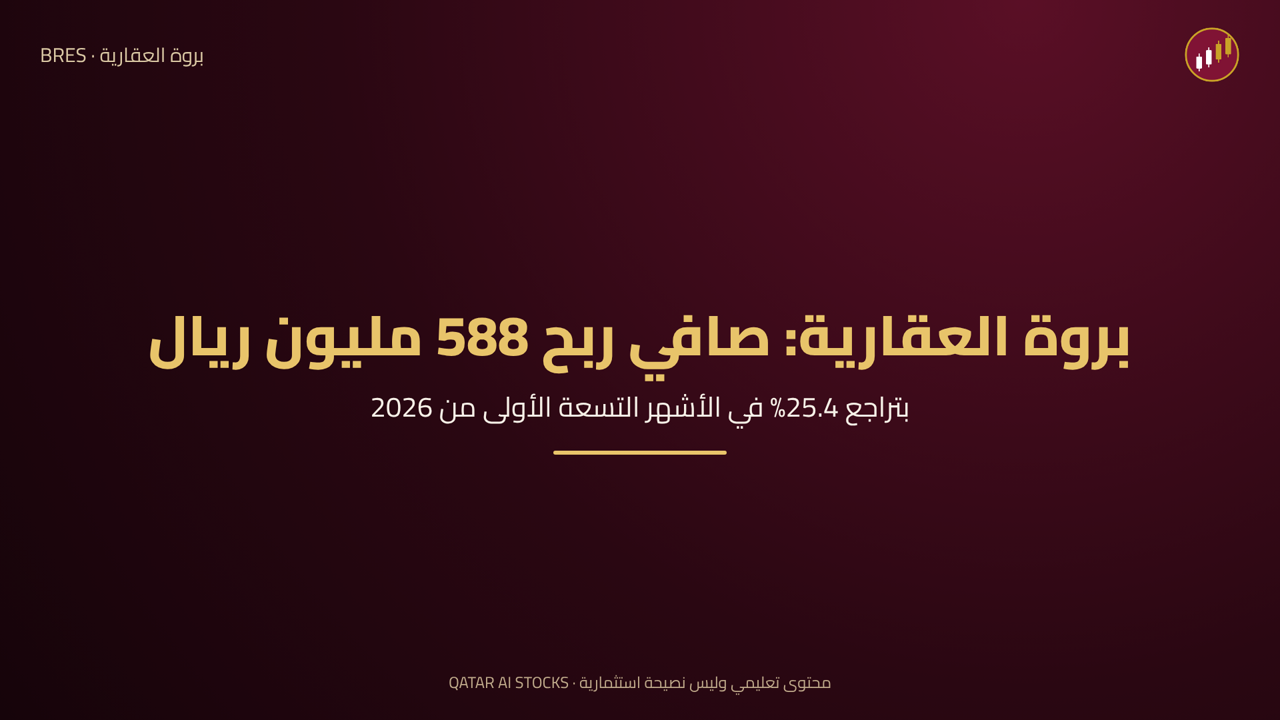 بروة العقارية · BRES
بروة العقارية: صافي ربح 588 مليون ريال
بتراجع 25.4% في الأشهر التسعة الأولى من 2026
محتوى تعليمي وليس نصيحة استثمارية · QATAR AI STOCKS